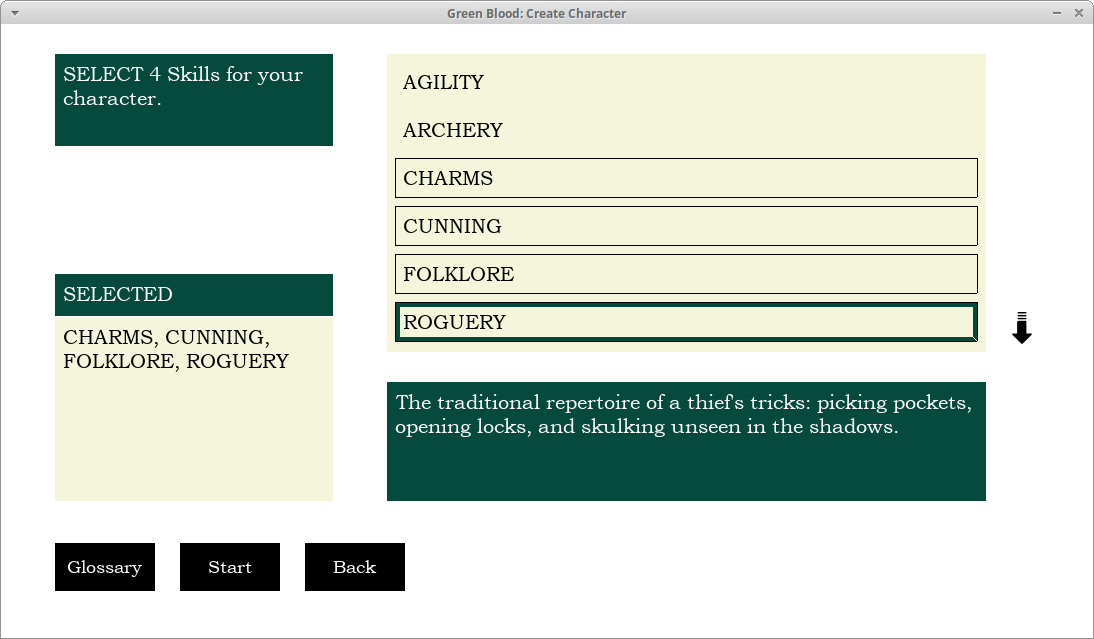 Green Blood: Create Character
SELECT 4 Skills for your
character.
AGILITY
ARCHERY
CHARMS
CUNNING
FOLKLORE
ROGUERY
SELECTED
CHARMS, CUNNING,
FOLKLORE, ROGUERY
The traditional repertoire of a thief's tricks: picking pockets,
opening locks, and skulking unseen in the shadows.
Glossary
Start
Back